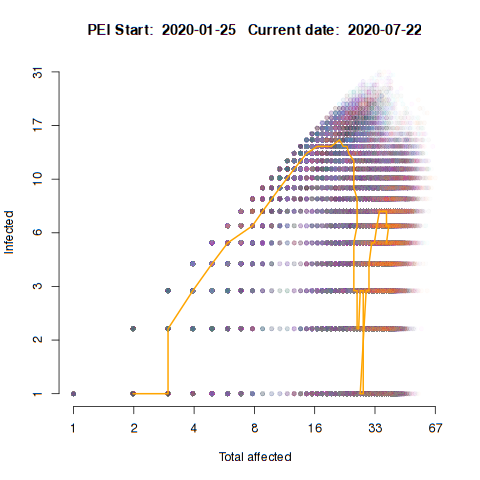 PEI Start: 2020-01-25 Current date: 2020-07-22
31
17
10
6
3
2
1
Infected
1 2 4 8 16 33 67
Total affected